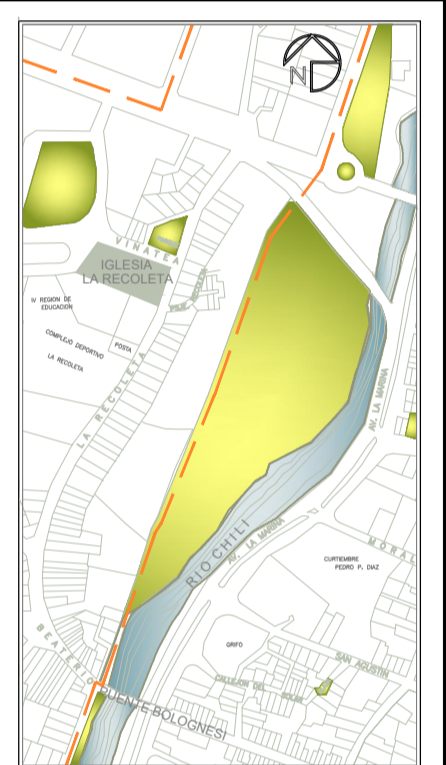 N
VINATEA
IGLESIA
LA RECOLETA
IV REGION DE
EDUCACION
COMPLEJO DEPORTIVO
LA RECOLETA
POSTA
LA RECOLETA
AV. LA MARINA
RIO CHILI
AV. LA MARINA
MORAL
CURTIEMBRE
PEDRO P. DIAZ
GRIFO
SAN AGUSTIN
CALLEJON DEL SOLAR
BEATERIO
PUENTE BOLOGNESI